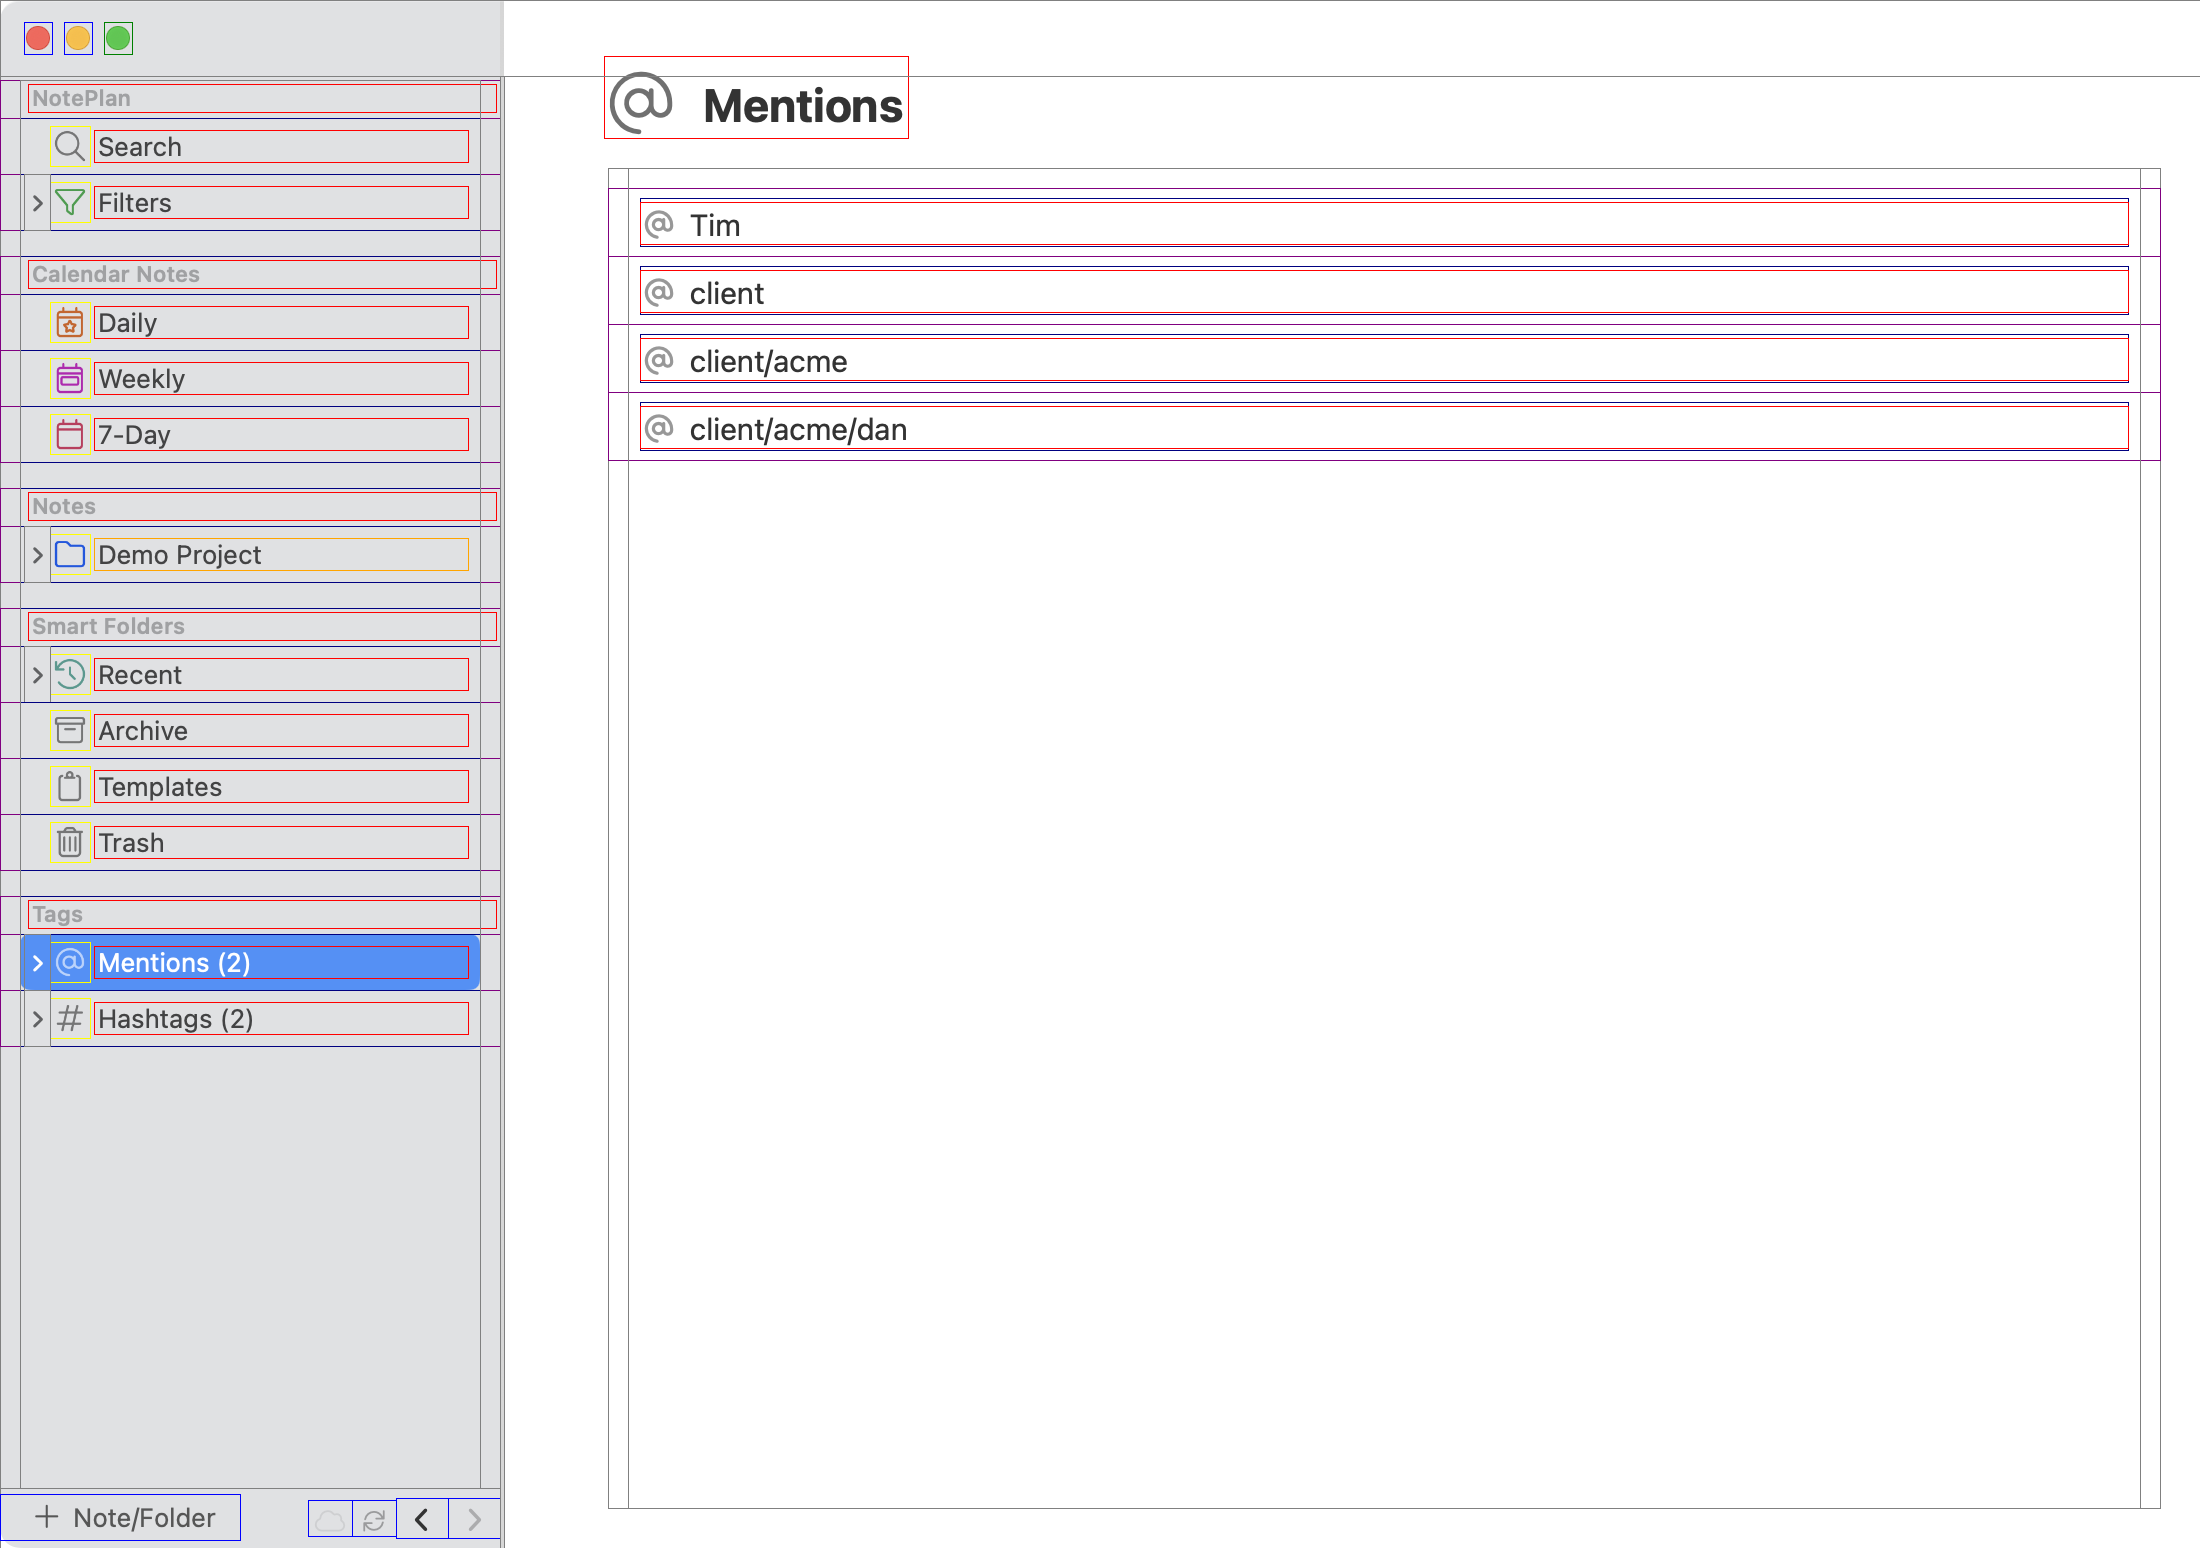 NotePlan
Search
Filters
Calendar Notes
Daily
Weekly
7-Day
Notes
Demo Project
Smart Folders
Recent
Archive
Templates
Trash
Tags
@ Mentions (2)
# Hashtags (2)
+ Note/Folder
@ Mentions
@ Tim
@ client
@ client/acme
@ client/acme/dan